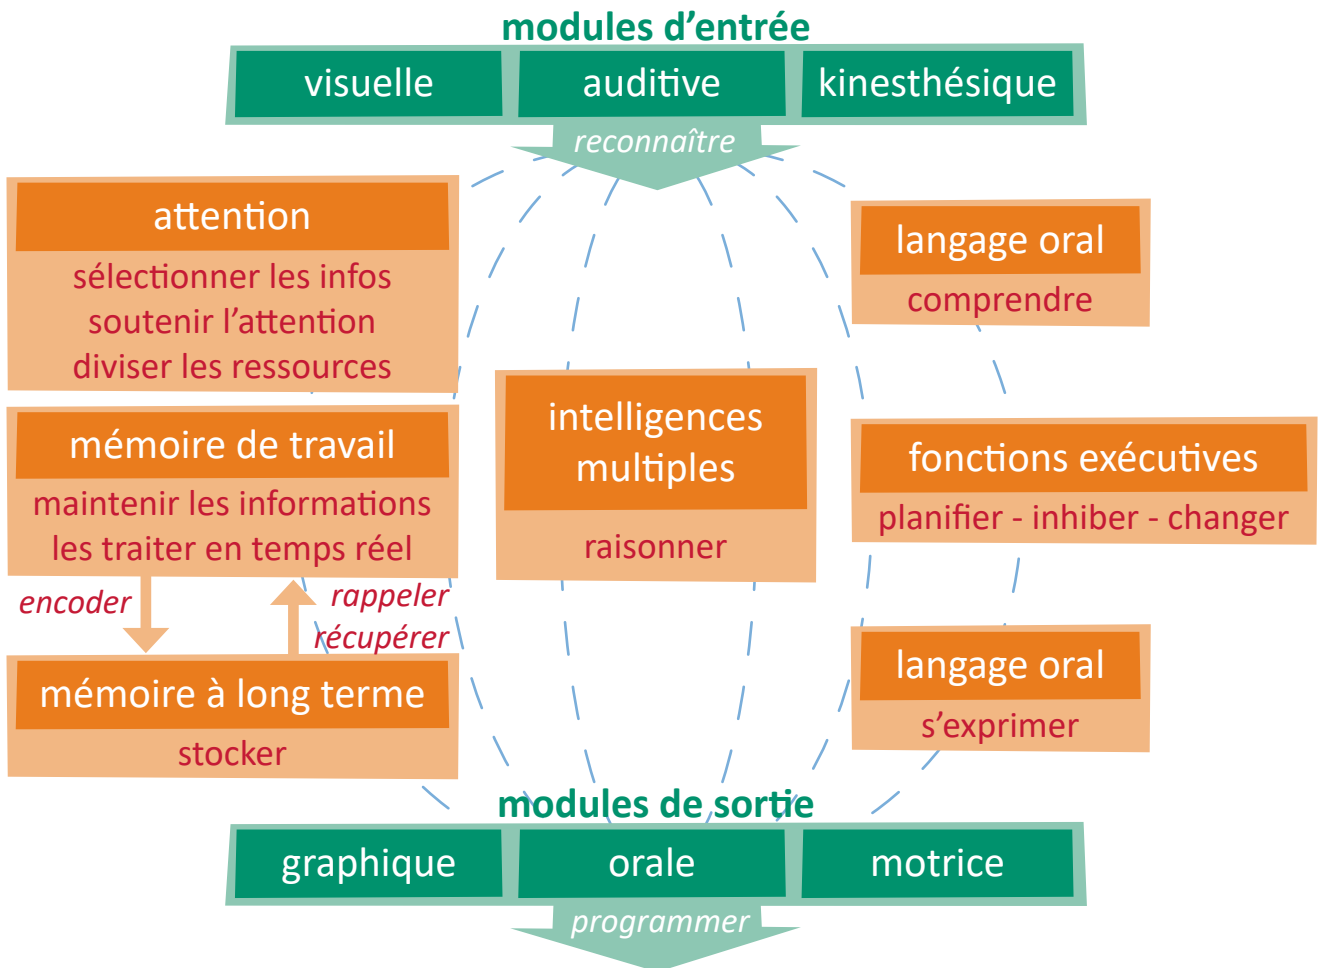 modules d'entrée
visuelle
auditive
kinesthésique
reconnaître
attention
sélectionner les infos
soutenir l'attention
diviser les ressources
langage oral
comprendre
mémoire de travail
maintenir les informations
les traiter en temps réel
intelligences
multiples
raisonner
fonctions exécutives
planifier - inhiber - changer
encoder
rappeler
récupérer
mémoire à long terme
stocker
langage oral
s'exprimer
modules de sortie
graphique
orale
motrice
programmer